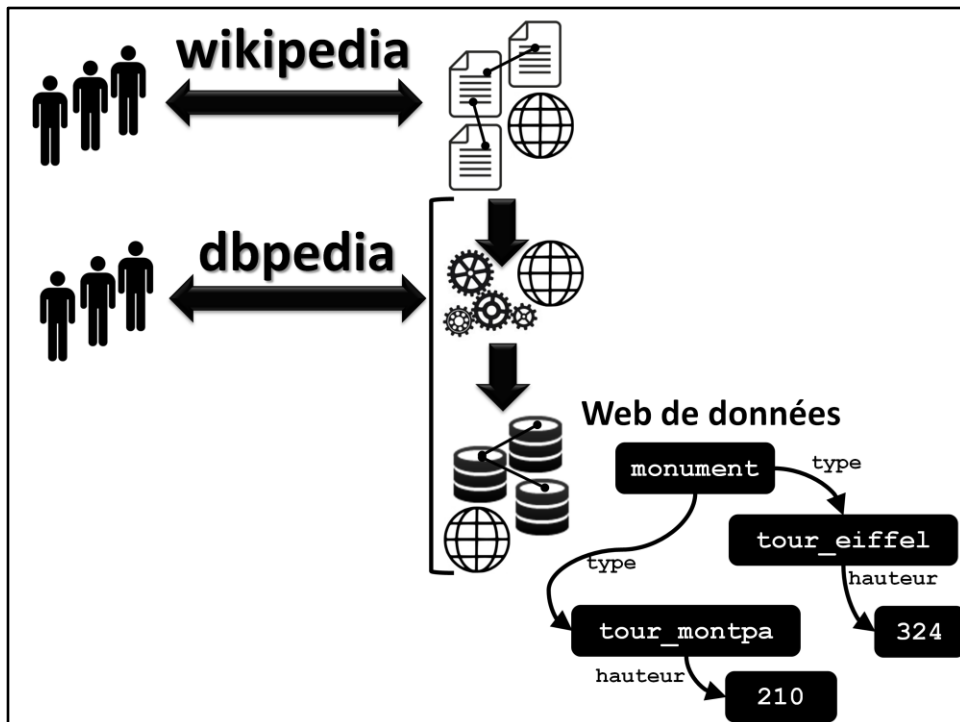 wikipedia
dbpedia
Web de données
monument
type
tour_eiffel
type
hauteur
tour_montpa
324
hauteur
210